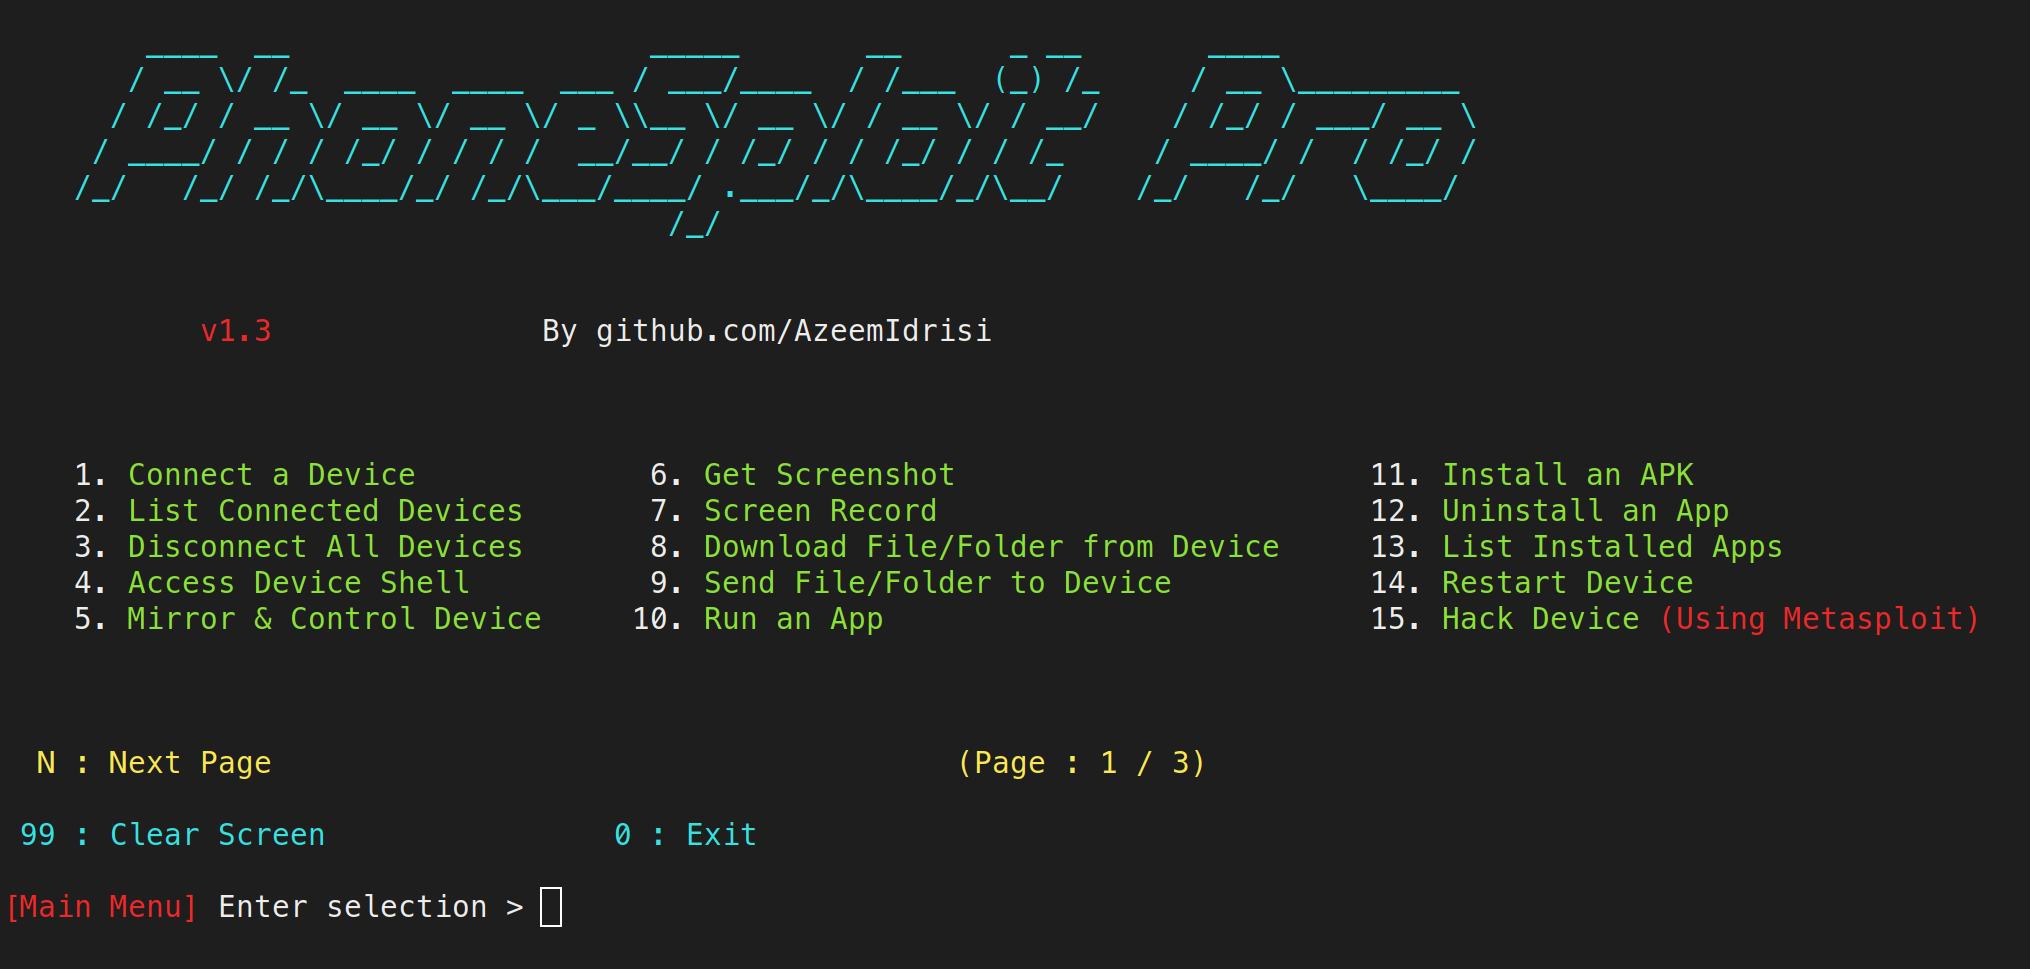 PhoneSploit Pro
v1.3 By github.com/AzeemIdrisi
1. Connect a Device 6. Get Screenshot 11. Install an APK
2. List Connected Devices 7. Screen Record 12. Uninstall an App
3. Disconnect All Devices 8. Download File/Folder from Device 13. List Installed Apps
4. Access Device Shell 9. Send File/Folder to Device 14. Restart Device
5. Mirror & Control Device 10. Run an App 15. Hack Device (Using Metasploit)
N : Next Page (Page : 1 / 3)
99 : Clear Screen 0 : Exit
[Main Menu] Enter selection >